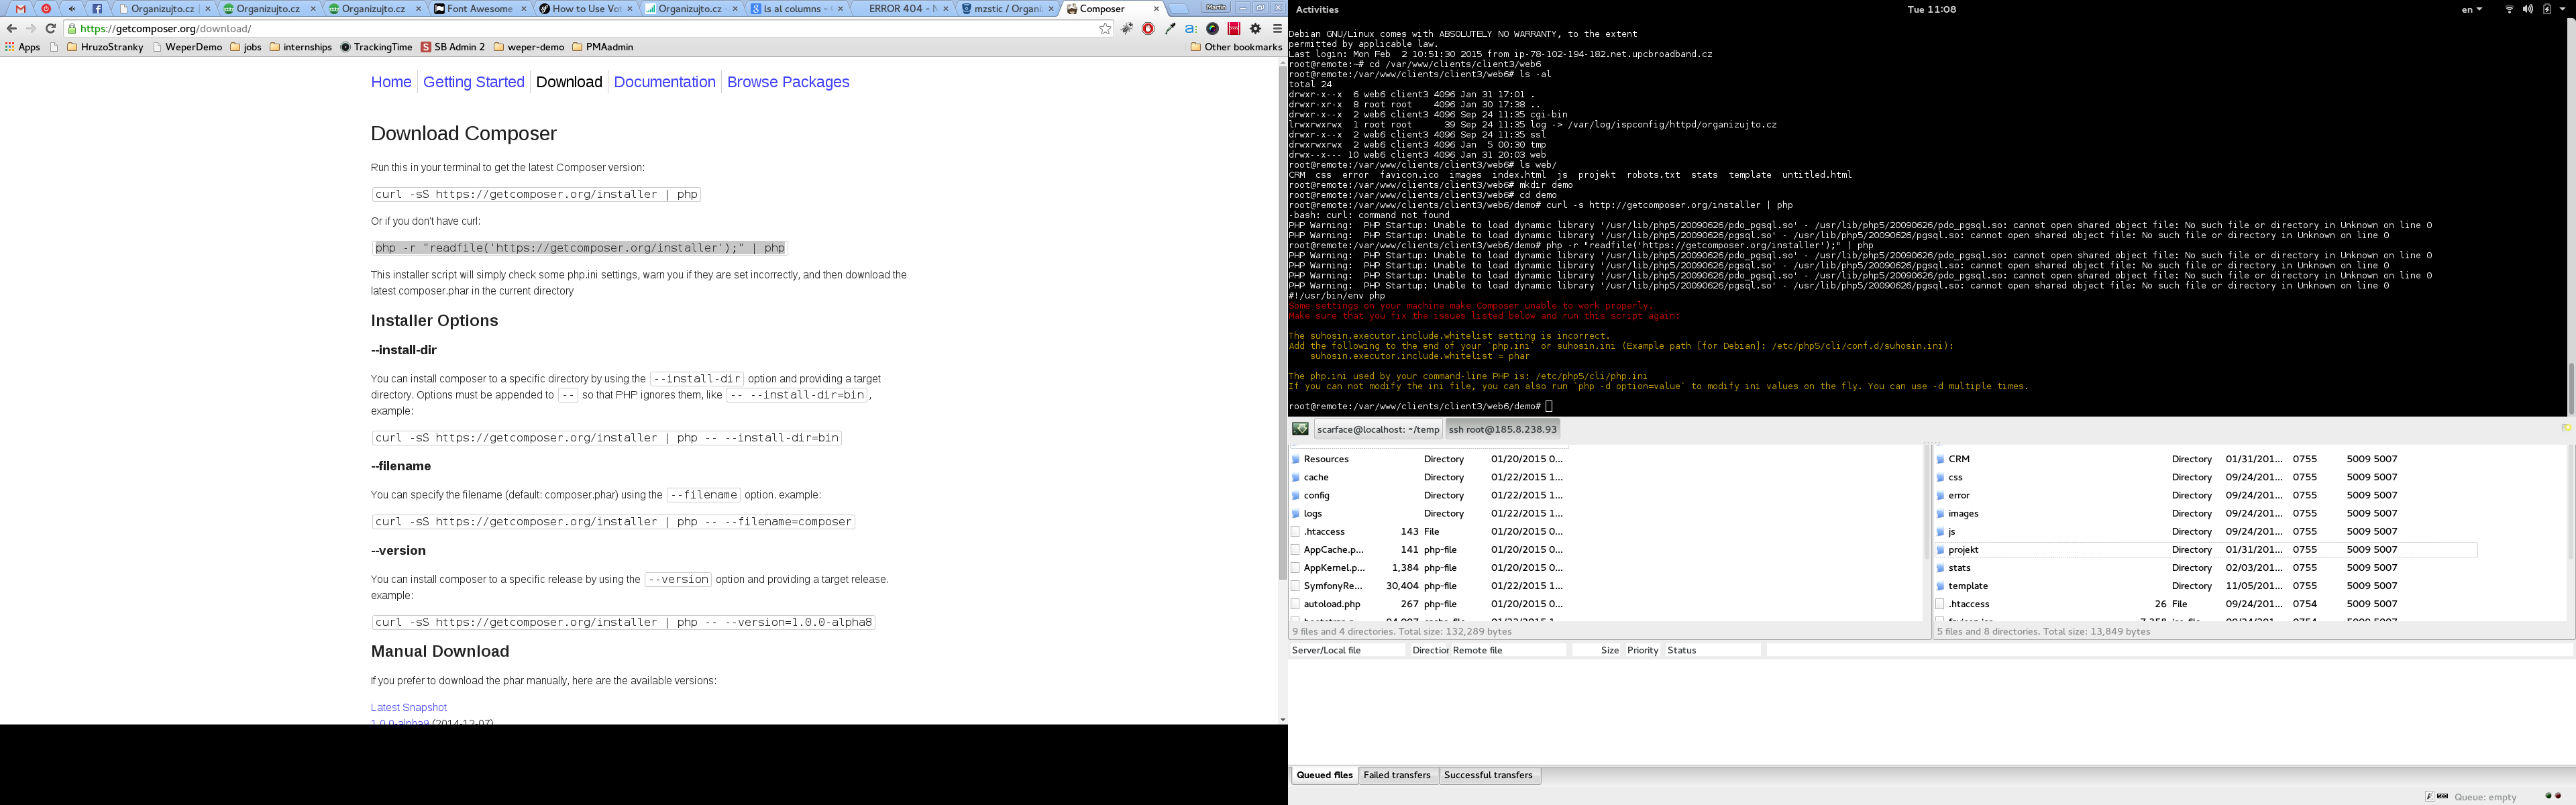 Organizujto.cz
Organizujto.cz
Organizujto.cz
Font Awesome
How to Use Vot
Organizujto.cz -
ls al columns - G
ERROR 404 - N
mzstic / Organiz
Composer
Martin
https://getcomposer.org/download/
Apps
HruzoStranky
WeperDemo
jobs
internships
TrackingTime
SB Admin 2
weper-demo
PMAadmin
Other bookmarks
Home
Getting Started
Download
Documentation
Browse Packages
Download Composer
Run this in your terminal to get the latest Composer version:
curl -sS https://getcomposer.org/installer | php
Or if you don't have curl:
php -r "readfile('https://getcomposer.org/installer');" | php
This installer script will simply check some php.ini settings, warn you if they are set incorrectly, and then download the
latest composer.phar in the current directory
Installer Options
--install-dir
You can install composer to a specific directory by using the --install-dir option and providing a target
directory. Options must be appended to -- so that PHP ignores them, like -- --install-dir=bin ,
example:
curl -sS https://getcomposer.org/installer | php -- --install-dir=bin
--filename
You can specify the filename (default: composer.phar) using the --filename option. example:
curl -sS https://getcomposer.org/installer | php -- --filename=composer
--version
You can install composer to a specific release by using the --version option and providing a target release.
example:
curl -sS https://getcomposer.org/installer | php -- --version=1.0.0-alpha8
Manual Download
If you prefer to download the phar manually, here are the available versions:
Latest Snapshot
1.0.0-alpha9 (2014-12-07)
Activities
Tue 11:08
en
Debian GNU/Linux comes with ABSOLUTELY NO WARRANTY, to the extent
permitted by applicable law.
Last login: Mon Feb  2 10:51:30 2015 from ip-78-102-194-182.net.upcbroadband.cz
root@remote:~# cd /var/www/clients/client3/web6
root@remote:/var/www/clients/client3/web6# ls -al
total 24
drwxr-x--x  6 web6 client3 4096 Jan 31 17:01 .
drwxr-xr-x  8 root root    4096 Jan 30 17:38 ..
drwxr-x--x  2 web6 client3 4096 Sep 24 11:35 cgi-bin
lrwxrwxrwx  1 root root      39 Sep 24 11:35 log -> /var/log/ispconfig/httpd/organizujto.cz
drwxr-x--x  2 web6 client3 4096 Sep 24 11:35 ssl
drwxrwxrwx  2 web6 client3 4096 Jan  5 00:30 tmp
drwx--x--- 10 web6 client3 4096 Jan 31 20:03 web
root@remote:/var/www/clients/client3/web6# ls web/
CRM  css  error  favicon.ico  images  index.html  js  projekt  robots.txt  stats  template  untitled.html
root@remote:/var/www/clients/client3/web6# mkdir demo
root@remote:/var/www/clients/client3/web6# cd demo
root@remote:/var/www/clients/client3/web6/demo# curl -s http://getcomposer.org/installer | php
-bash: curl: command not found
PHP Warning:  PHP Startup: Unable to load dynamic library '/usr/lib/php5/20090626/pdo_pgsql.so' - /usr/lib/php5/20090626/pdo_pgsql.so: cannot open shared object file: No such file or directory in Unknown on line 0
PHP Warning:  PHP Startup: Unable to load dynamic library '/usr/lib/php5/20090626/pgsql.so' - /usr/lib/php5/20090626/pgsql.so: cannot open shared object file: No such file or directory in Unknown on line 0
root@remote:/var/www/clients/client3/web6/demo# php -r "readfile('https://getcomposer.org/installer');" | php
PHP Warning:  PHP Startup: Unable to load dynamic library '/usr/lib/php5/20090626/pdo_pgsql.so' - /usr/lib/php5/20090626/pdo_pgsql.so: cannot open shared object file: No such file or directory in Unknown on line 0
PHP Warning:  PHP Startup: Unable to load dynamic library '/usr/lib/php5/20090626/pgsql.so' - /usr/lib/php5/20090626/pgsql.so: cannot open shared object file: No such file or directory in Unknown on line 0
PHP Warning:  PHP Startup: Unable to load dynamic library '/usr/lib/php5/20090626/pdo_pgsql.so' - /usr/lib/php5/20090626/pdo_pgsql.so: cannot open shared object file: No such file or directory in Unknown on line 0
PHP Warning:  PHP Startup: Unable to load dynamic library '/usr/lib/php5/20090626/pgsql.so' - /usr/lib/php5/20090626/pgsql.so: cannot open shared object file: No such file or directory in Unknown on line 0
#!/usr/bin/env php
Some settings on your machine make Composer unable to work properly.
Make sure that you fix the issues listed below and run this script again:
The suhosin.executor.include.whitelist setting is incorrect.
Add the following to the end of your `php.ini` or suhosin.ini (Example path [for Debian]: /etc/php5/cli/conf.d/suhosin.ini):
suhosin.executor.include.whitelist = phar
The php.ini used by your command-line PHP is: /etc/php5/cli/php.ini
If you can not modify the ini file, you can also run `php -d option=value` to modify ini values on the fly. You can use -d multiple times.
root@remote:/var/www/clients/client3/web6/demo#
scarface@localhost: ~/temp
ssh root@185.8.238.93
Resources Directory 01/20/2015 0...
cache Directory 01/22/2015 1...
config Directory 01/22/2015 1...
logs Directory 01/22/2015 1...
.htaccess 143 File 01/20/2015 0...
AppCache.p... 141 php-file 01/20/2015 0...
AppKernel.p... 1,384 php-file 01/20/2015 0...
SymfonyRe... 30,404 php-file 01/22/2015 1...
autoload.php 267 php-file 01/20/2015 0...
9 files and 4 directories. Total size: 132,289 bytes
CRM Directory 01/31/201... 0755 5009 5007
css Directory 09/24/201... 0755 5009 5007
error Directory 09/24/201... 0755 5009 5007
images Directory 09/24/201... 0755 5009 5007
js Directory 09/24/201... 0755 5009 5007
projekt Directory 01/31/201... 0755 5009 5007
stats Directory 02/03/201... 0755 5009 5007
template Directory 11/05/201... 0755 5009 5007
.htaccess 26 File 09/24/201... 0754 5009 5007
5 files and 8 directories. Total size: 13,849 bytes
Server/Local file Direction Remote file Size Priority Status
Queued files
Failed transfers
Successful transfers
Queue: empty